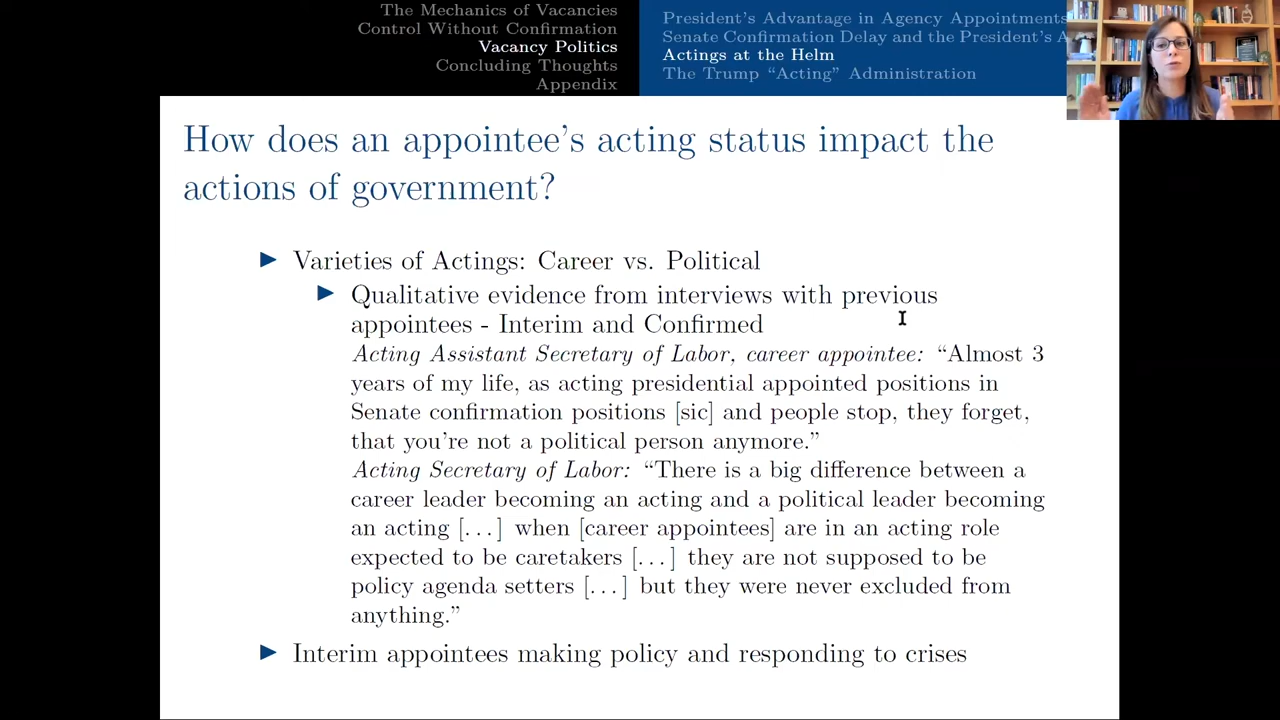 The Mechanics of Vacancies
Control Without Confirmation
Vacancy Politics
Concluding Thoughts
Appendix
President's Advantage in Agency Appointments
Senate Confirmation Delay and the President's A
Actings at the Helm
The Trump “Acting” Administration
How does an appointee's acting status impact the
actions of government?
Varieties of Actings: Career vs. Political
Qualitative evidence from interviews with previous
appointees - Interim and Confirmed
Acting Assistant Secretary of Labor, career appointee: “Almost 3
years of my life, as acting presidential appointed positions in
Senate confirmation positions [sic] and people stop, they forget,
that you're not a political person anymore.”
Acting Secretary of Labor: “There is a big difference between a
career leader becoming an acting and a political leader becoming
an acting [...] when [career appointees] are in an acting role
expected to be caretakers [...] they are not supposed to be
policy agenda setters [...] but they were never excluded from
anything.”
Interim appointees making policy and responding to crises